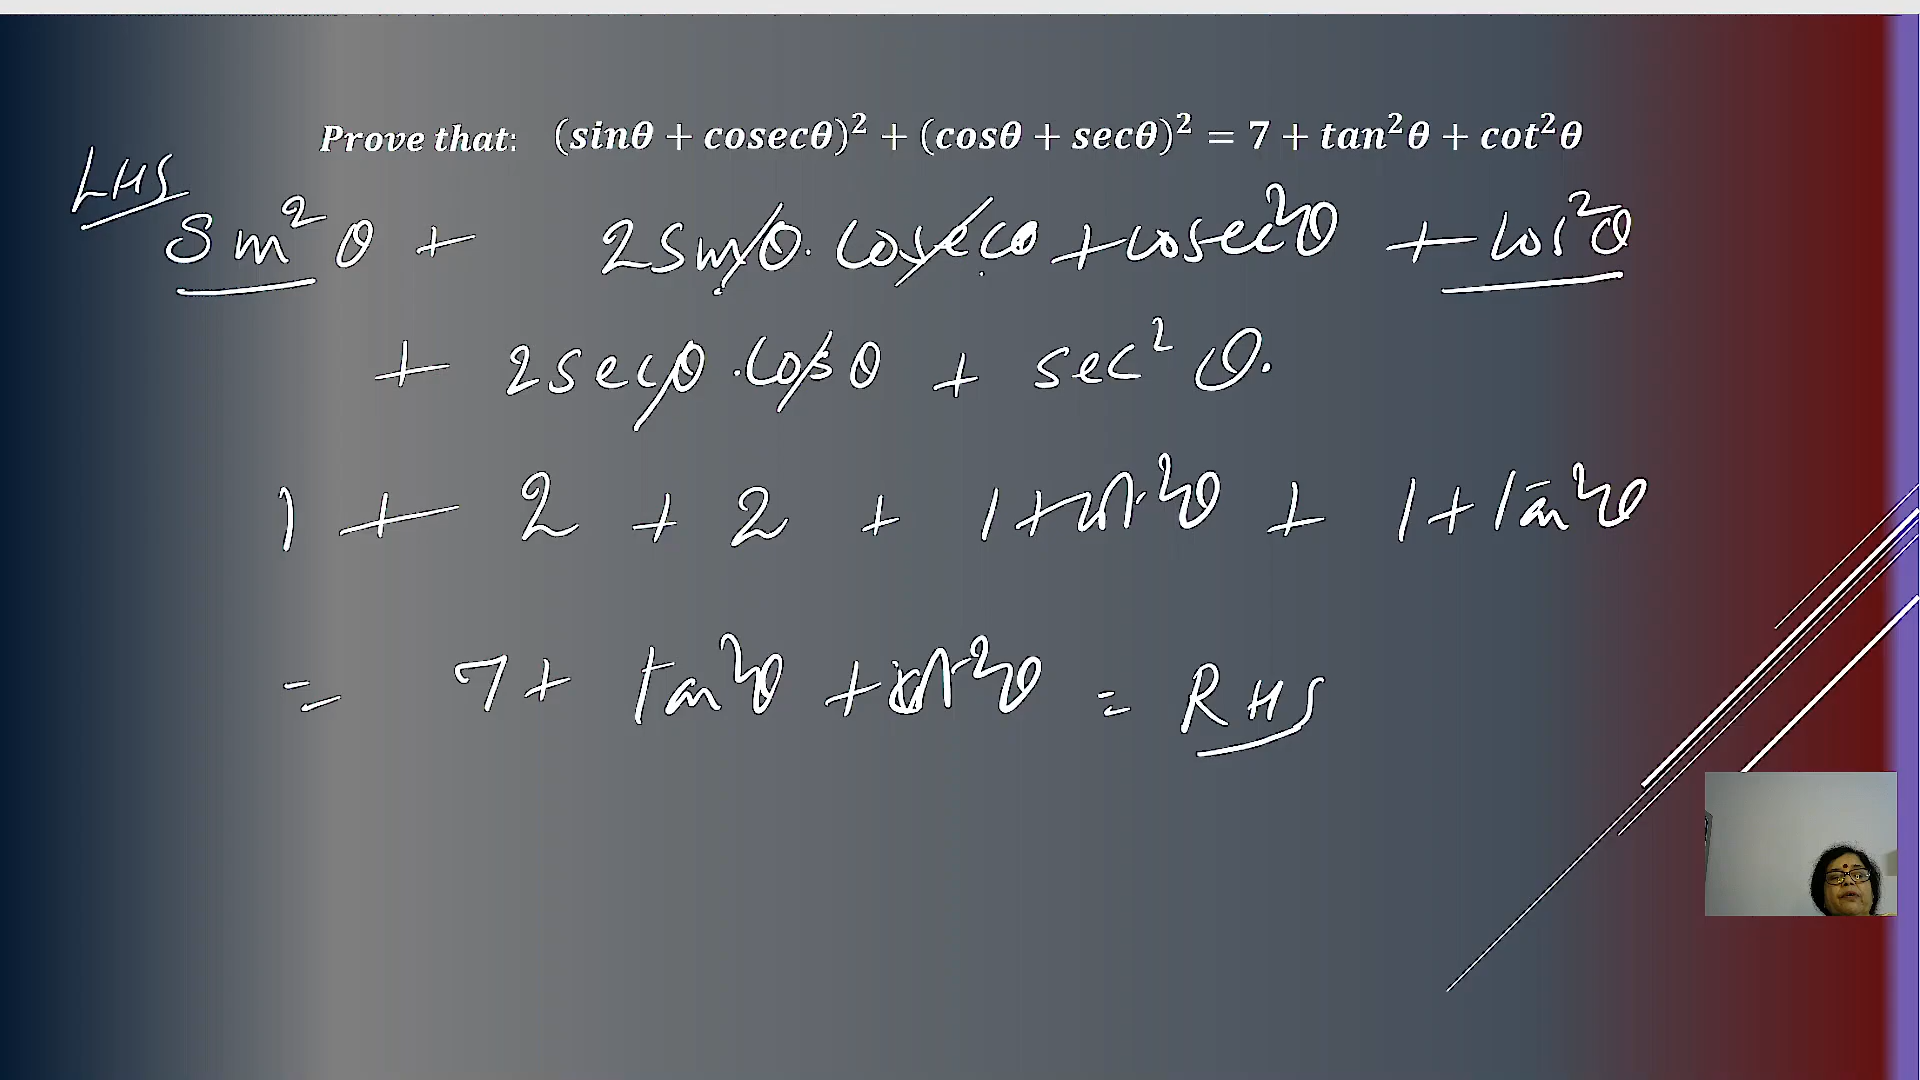 Prove that: (sinθ + cosecθ)² + (cosθ + secθ)² = 7 + tan²θ + cot²θ
LHS
Sin²θ + 2sinθ.cosecθ + cosec²θ + cos²θ
+ 2secθ.cosθ + sec²θ.
1 + 2 + 2 + 1+cot²θ + 1+tan²θ
= 7 + tan²θ + cot²θ = RHS